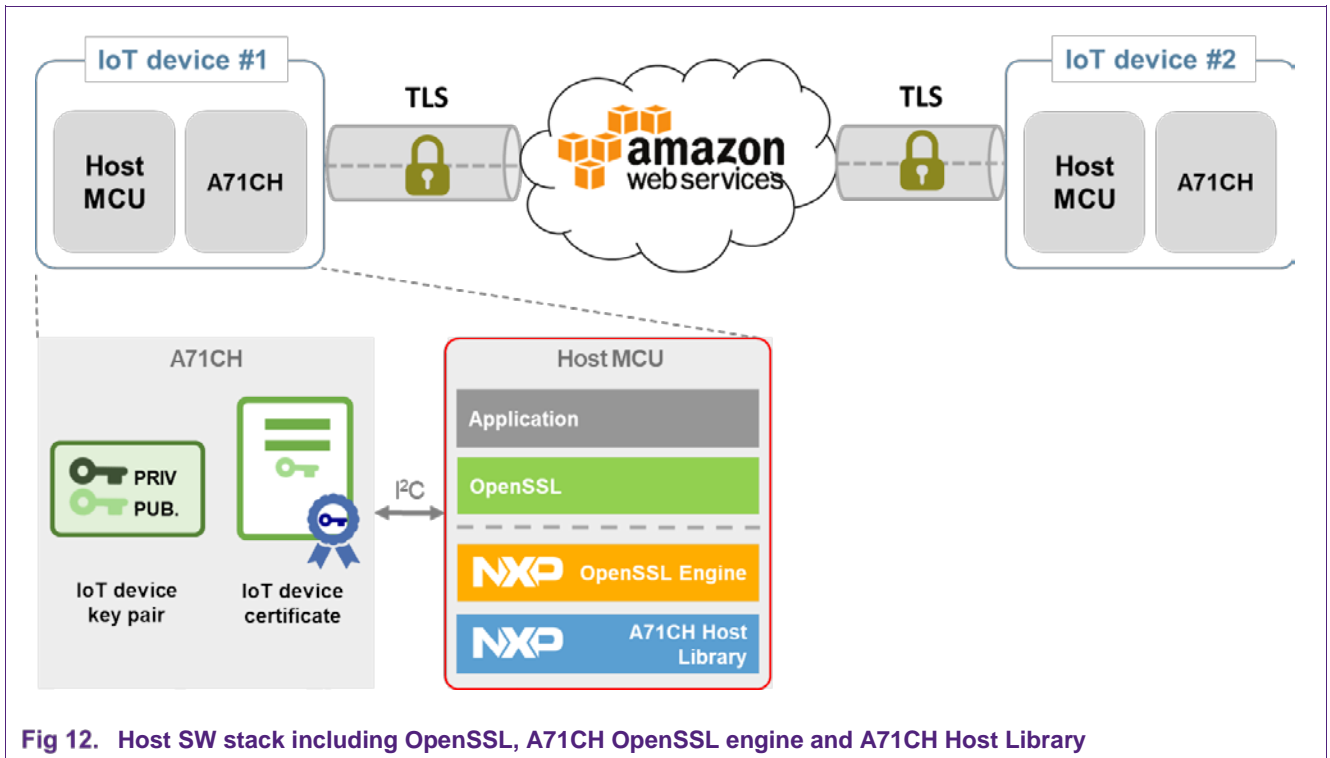 IoT device #1
IoT device #2
TLS
TLS
Host
MCU
A71CH
amazon
web services
Host
MCU
A71CH
A71CH
Host MCU
PRIV
PUB.
IoT device
key pair
IoT device
certificate
I²C
Application
OpenSSL
NXP OpenSSL Engine
NXP A71CH Host
Library
Fig 12. Host SW stack including OpenSSL, A71CH OpenSSL engine and A71CH Host Library